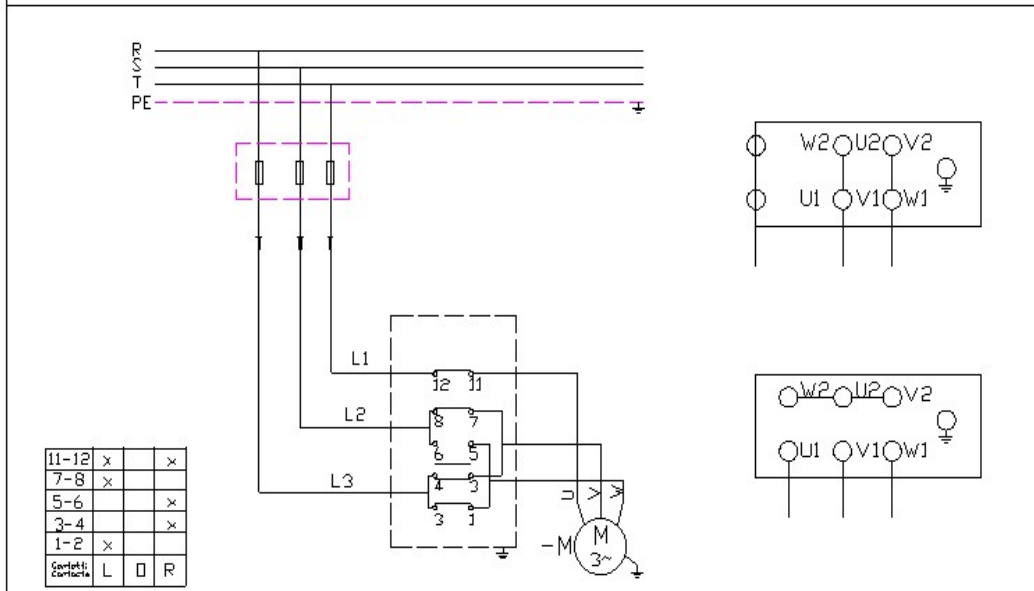 R
S
T
PE
W2 U2 V2
U1 V1 W1
L1
12 11
L2
8 7
6 5
L3
4 3
3 1
U V W
-M
M
3~
W2 U2 V2
U1 V1 W1
11-12 x x
7-8 x
5-6 x
3-4 x
1-2 x
L 0 R